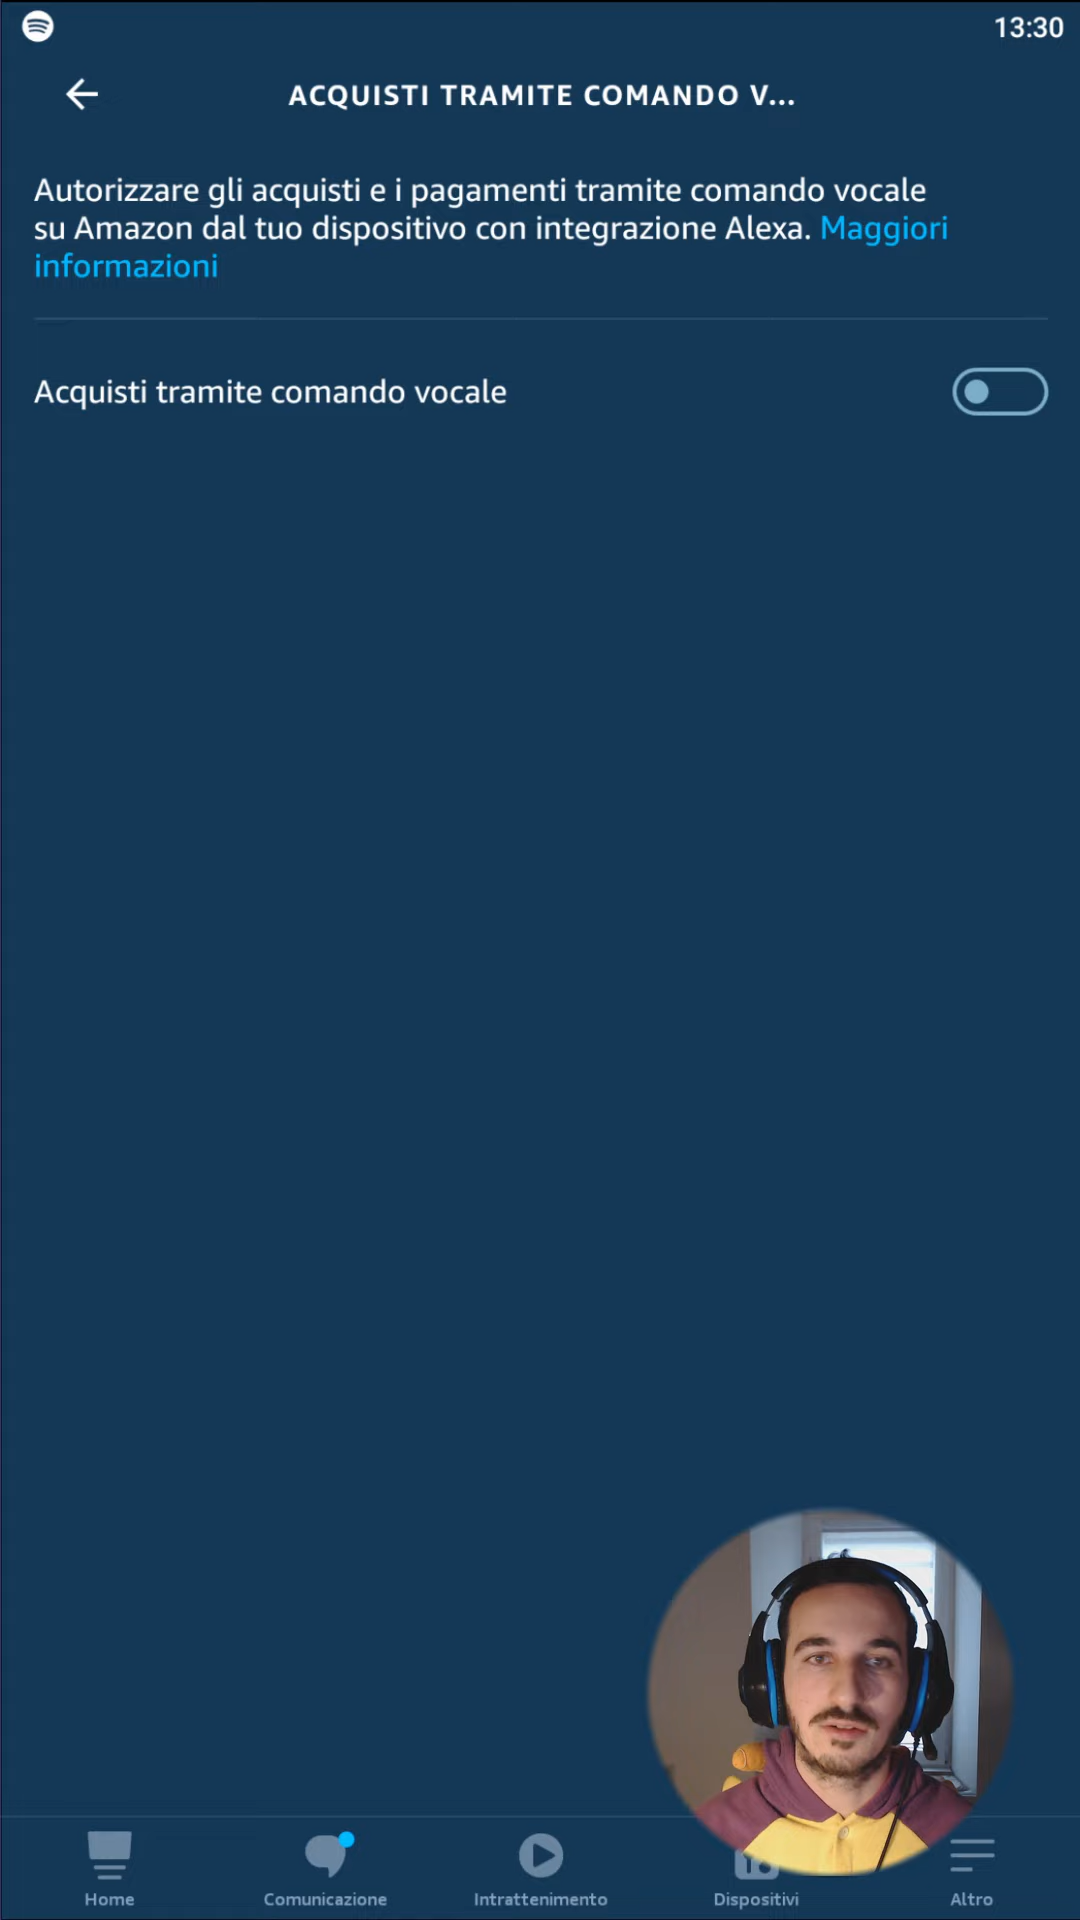 13:30
ACQUISTI TRAMITE COMANDO V...
Autorizzare gli acquisti e i pagamenti tramite comando vocale
su Amazon dal tuo dispositivo con integrazione Alexa. Maggiori
informazioni
Acquisti tramite comando vocale
Home
Comunicazione
Intrattenimento
Dispositivi
Altro